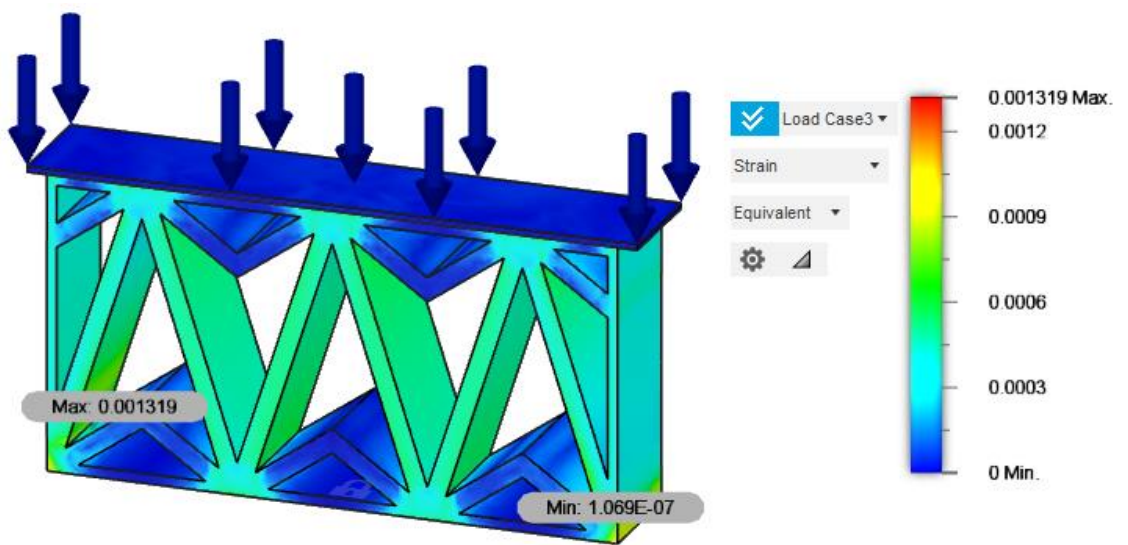 Load Case3
Strain
Equivalent
0.001319 Max.
0.0012
0.0009
0.0006
0.0003
0 Min.
Max: 0.001319
Min: 1.069E-07